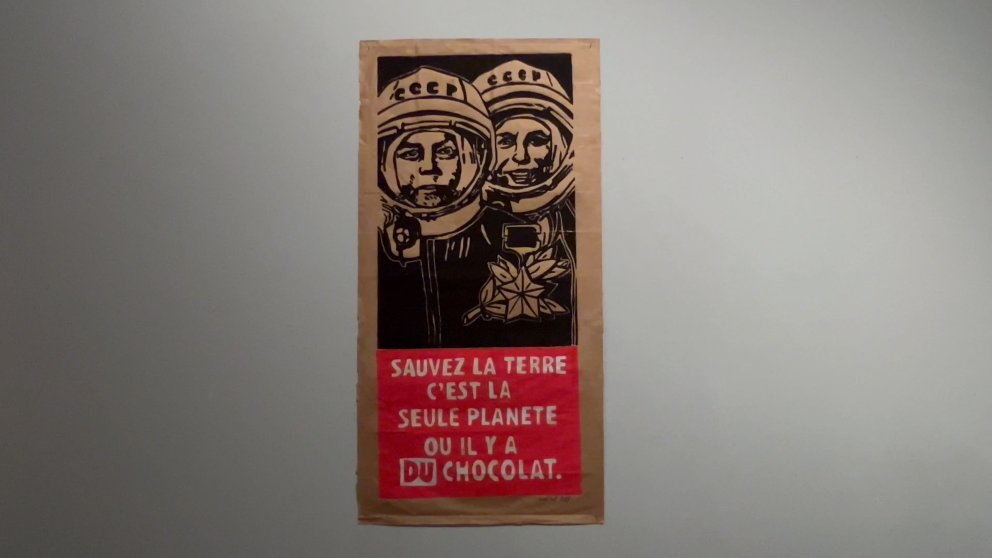 CCCP
CCCP
SAUVEZ LA TERRE
C'EST LA
SEULE PLANETE
OU IL Y A
DU CHOCOLAT.